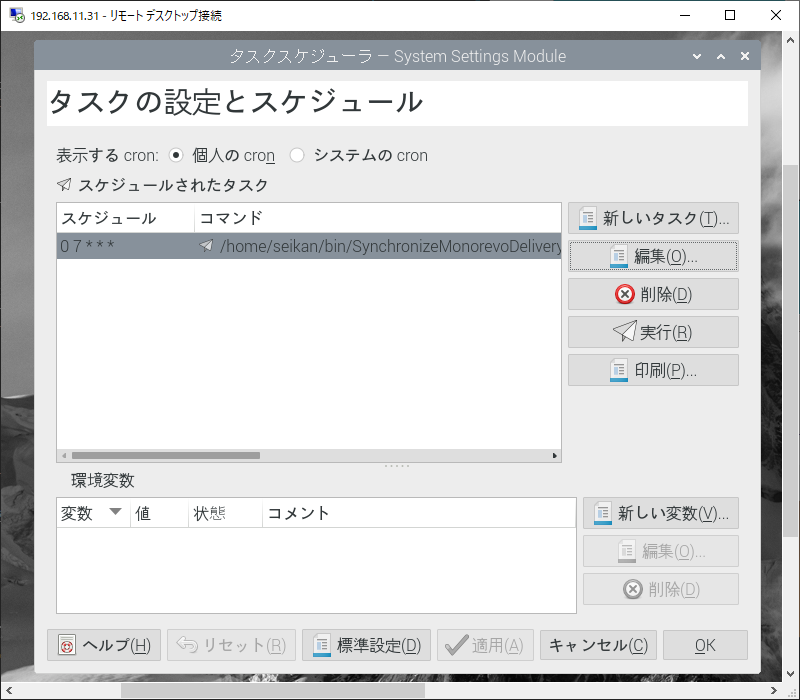 192.168.11.31 - リモート デスクトップ接続
タスクスケジューラ — System Settings Module
タスクの設定とスケジュール
表示する cron: 個人の cron システムの cron
スケジュールされたタスク
スケジュール コマンド
0 7 * * * /home/seikan/bin/SynchronizeMonorevoDelivery
新しいタスク(T)...
編集(O)...
削除(D)
実行(R)
印刷(P)...
環境変数
変数 値 状態 コメント
新しい変数(V)...
編集(O)...
削除(D)
ヘルプ(H) リセット(R) 標準設定(D) 適用(A) キャンセル(C) OK